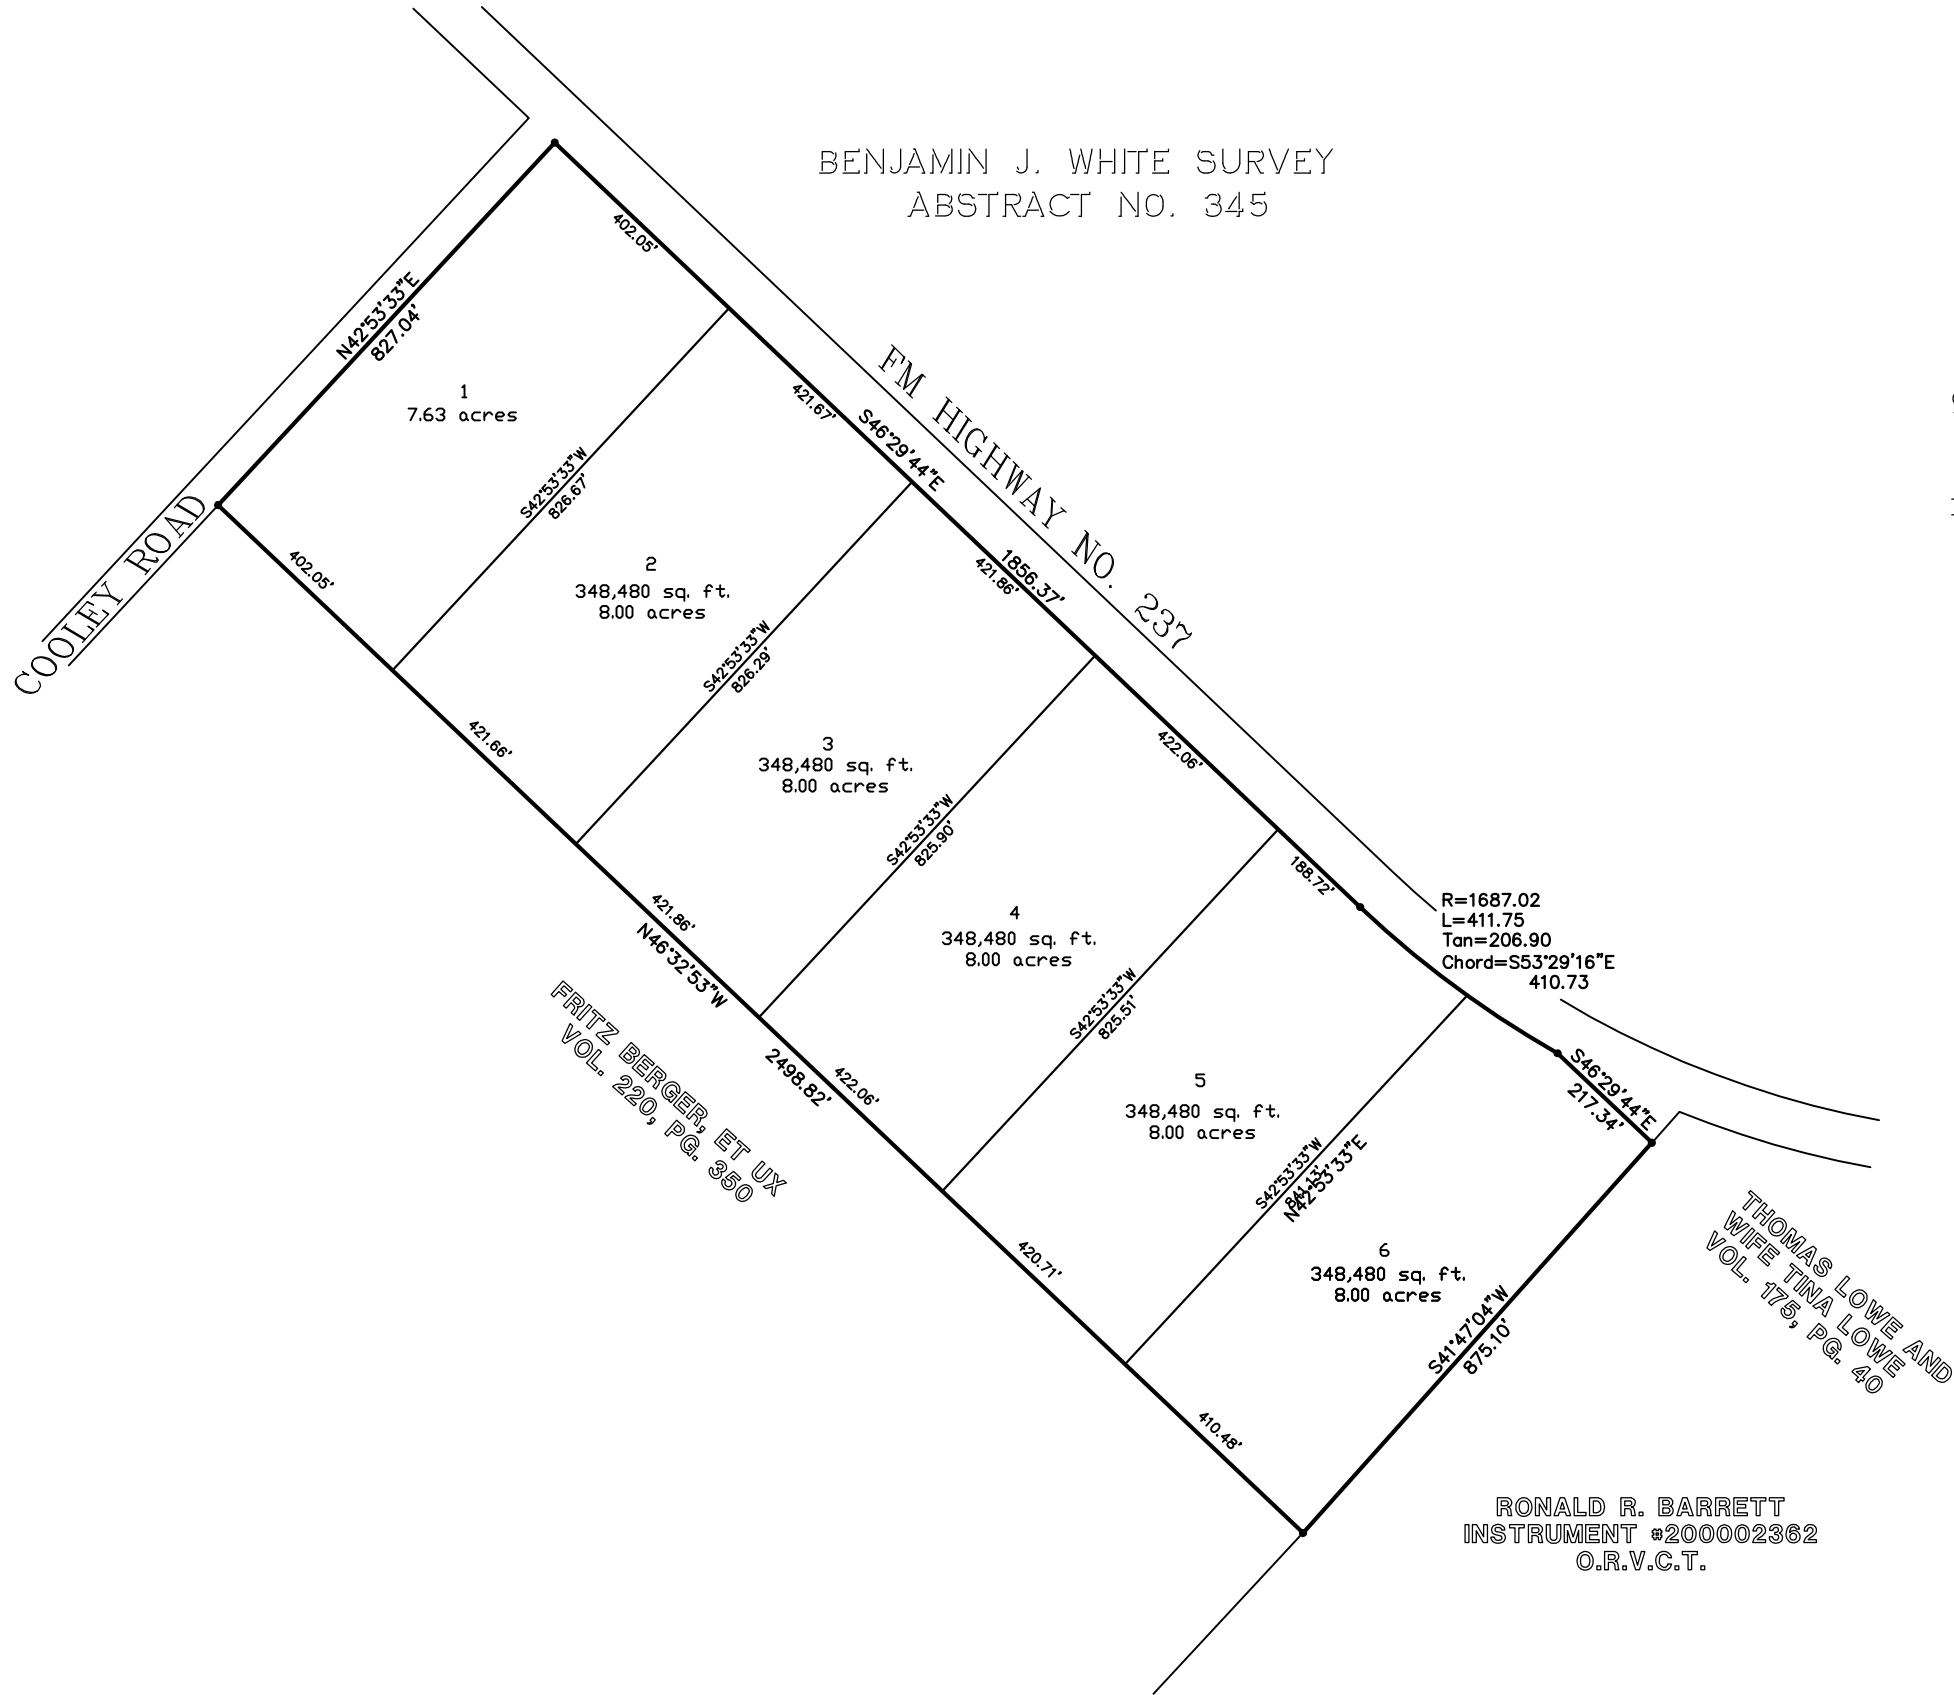 BENJAMIN J. WHITE SURVEY
ABSTRACT NO. 345
402.05'
N42°53'33"E
827.04'
1
7.63 acres
421.67'
S46°29'44"E
FM HIGHWAY NO. 237
S42°53'33"W
826.67'
COOLEY ROAD
402.05'
2
348,480 sq. ft.
8.00 acres
421.86'
1856.37'
S42°53'33"W
826.29'
421.66'
3
348,480 sq. ft.
8.00 acres
422.06'
S42°53'33"W
825.90'
188.72'
R=1687.02
L=411.75
Tan=206.90
Chord=S53°29'16"E
410.73
421.86'
N46°32'53"W
4
348,480 sq. ft.
8.00 acres
S42°53'33"W
825.51'
FRITZ BERGER, ET UX
VOL. 220, PG. 350
2498.82'
422.06'
5
348,480 sq. ft.
8.00 acres
S46°29'44"E
217.34'
S42°53'33"W
841.13'
N42°53'33"E
420.71'
6
348,480 sq. ft.
8.00 acres
THOMAS LOWE AND
WIFE TINA LOWE
VOL. 175, PG. 40
S41°47'04"W
875.10'
410.48'
RONALD R. BARRETT
INSTRUMENT #200002362
O.R.V.C.T.